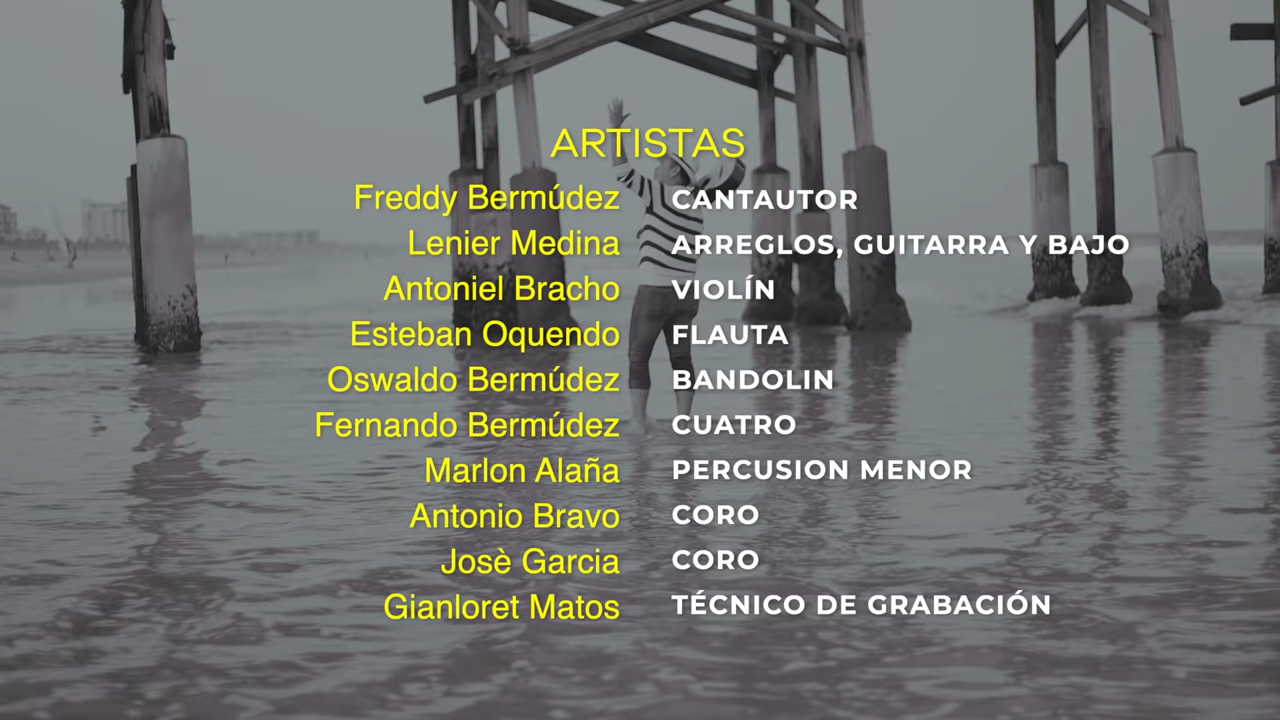 ARTISTAS
Freddy Bermúdez CANTAUTOR
Lenier Medina ARREGLOS, GUITARRA Y BAJO
Antoniel Bracho VIOLÍN
Esteban Oquendo FLAUTA
Oswaldo Bermúdez BANDOLIN
Fernando Bermúdez CUATRO
Marlon Alaña PERCUSION MENOR
Antonio Bravo CORO
Josè Garcia CORO
Gianloret Matos TÉCNICO DE GRABACIÓN